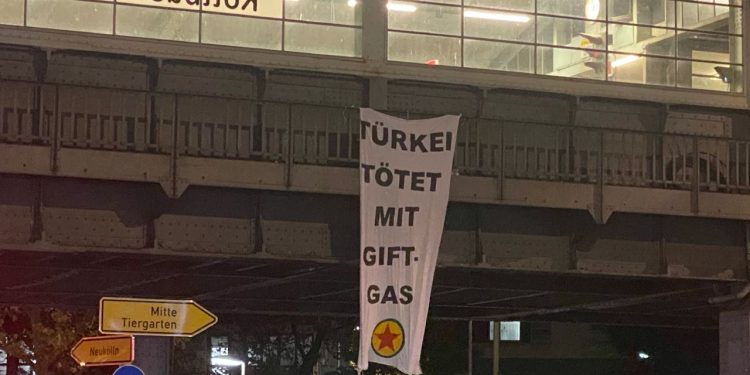 TÜRKEI
TÖTET
MIT
GIFT-
GAS
Mitte
Tiergarten
Neukölln